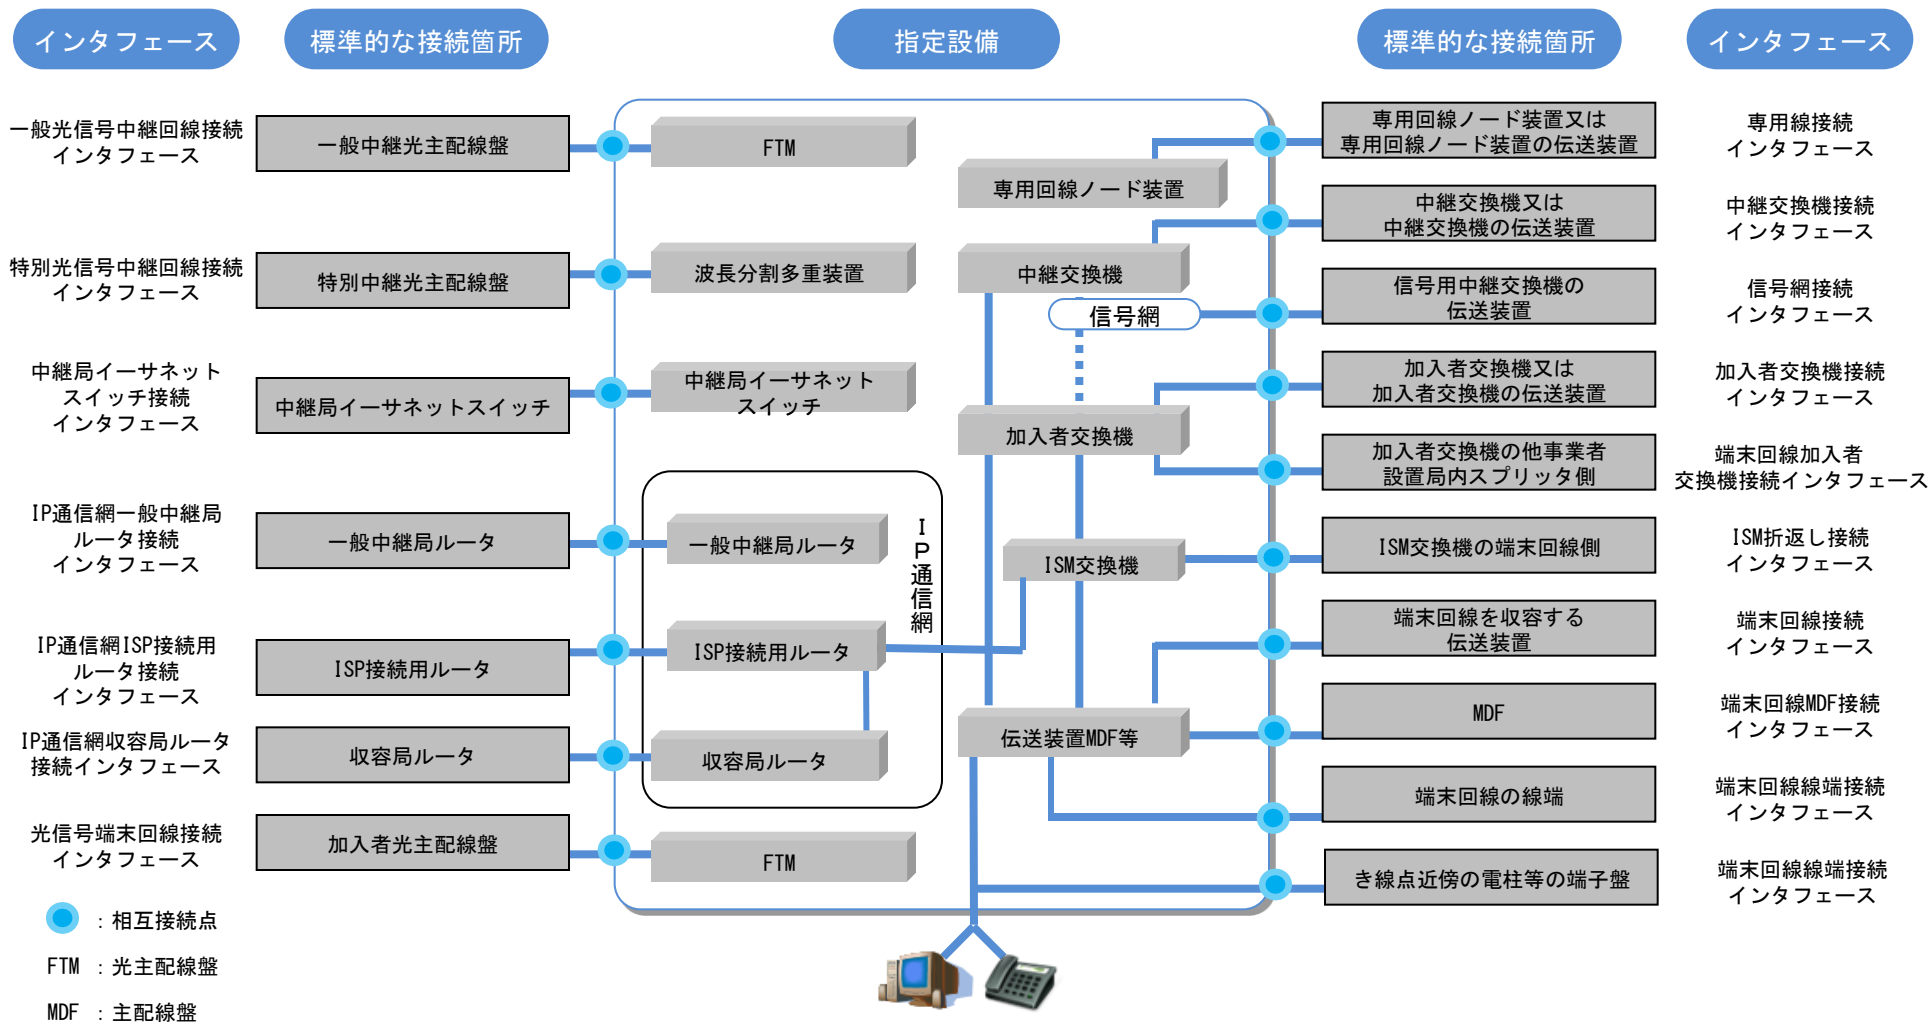 インタフェース
標準的な接続箇所
指定設備
標準的な接続箇所
インタフェース
一般光信号中継回線接続
インタフェース
一般中継光主配線盤
FTM
特別光信号中継回線接続
インタフェース
特別中継光主配線盤
波長分割多重装置
中継局イーサネット
スイッチ接続
インタフェース
中継局イーサネットスイッチ
中継局イーサネット
スイッチ
IP通信網一般中継局
ルータ接続
インタフェース
一般中継局ルータ
一般中継局ルータ
IP通信網
IP通信網ISP接続用
ルータ接続
インタフェース
ISP接続用ルータ
ISP接続用ルータ
IP通信網収容局ルータ
接続インタフェース
収容局ルータ
収容局ルータ
光信号端末回線接続
インタフェース
加入者光主配線盤
FTM
専用回線ノード装置
中継交換機
信号網
加入者交換機
ISM交換機
伝送装置MDF等
専用回線ノード装置又は
専用回線ノード装置の伝送装置
専用線接続
インタフェース
中継交換機又は
中継交換機の伝送装置
中継交換機接続
インタフェース
信号用中継交換機の
伝送装置
信号網接続
インタフェース
加入者交換機又は
加入者交換機の伝送装置
加入者交換機接続
インタフェース
加入者交換機の他事業者
設置局内スプリッタ側
端末回線加入者
交換機接続インタフェース
ISM交換機の端末回線側
ISM折返し接続
インタフェース
端末回線を収容する
伝送装置
端末回線接続
インタフェース
MDF
端末回線MDF接続
インタフェース
端末回線の線端
端末回線線端接続
インタフェース
き線点近傍の電柱等の端子盤
端末回線線端接続
インタフェース
：相互接続点
FTM ：光主配線盤
MDF ：主配線盤